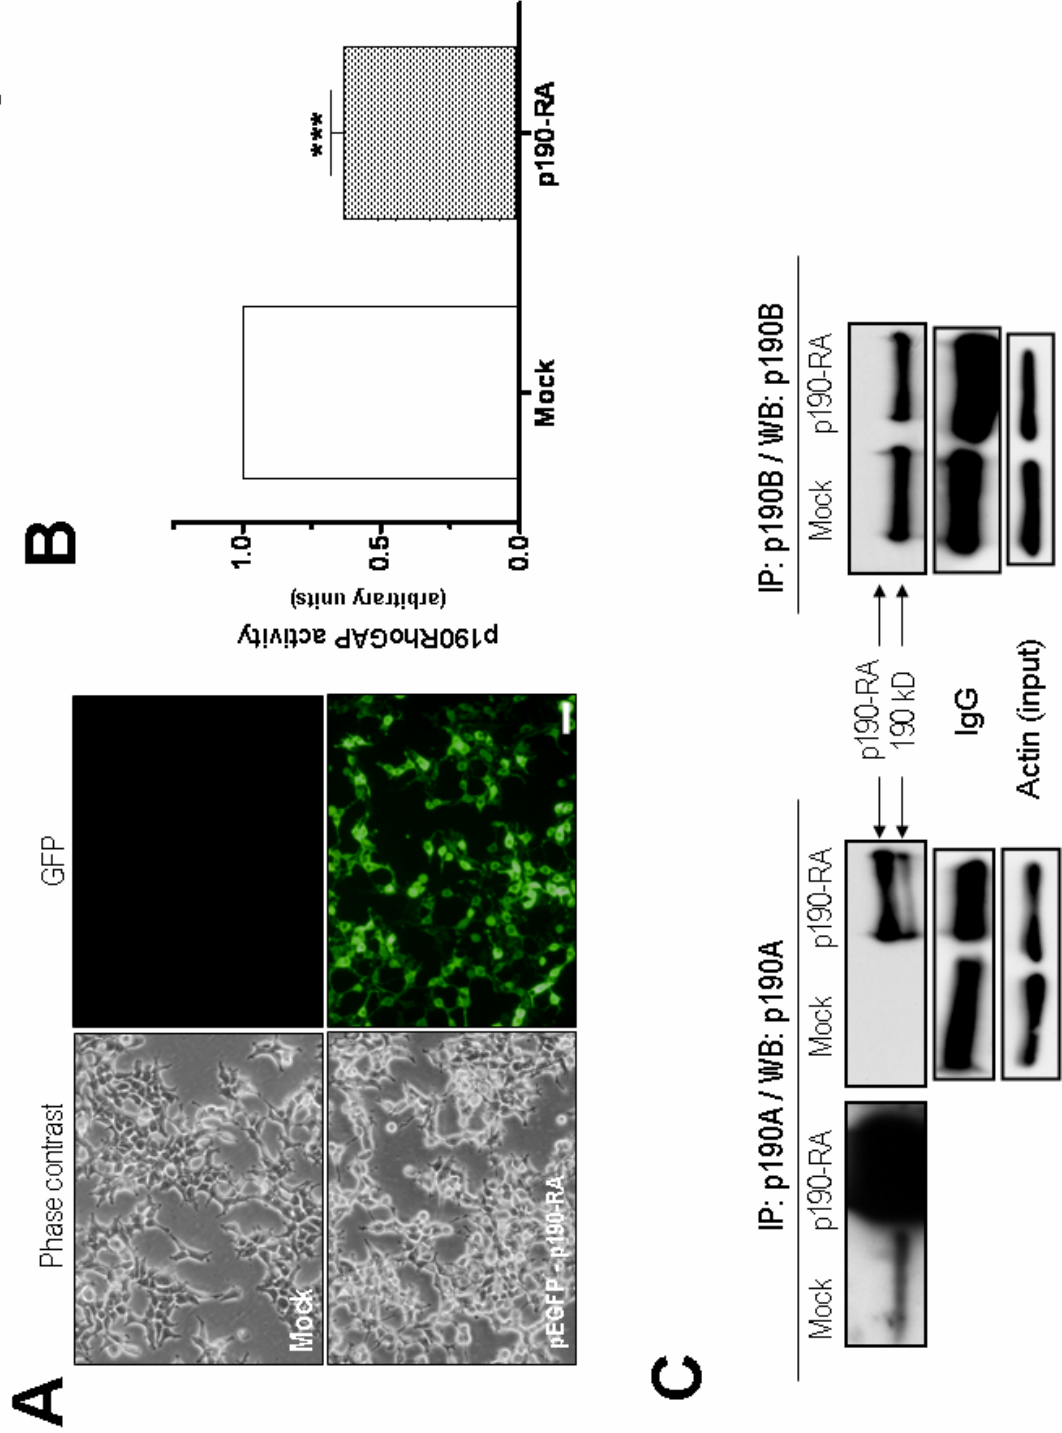 A
Phase contrast
GFP
Mock
pEGFP - p190-RA
B
p190RhoGAP activity
(arbitrary units)
1.0
0.5
0.0
***
Mock
p190-RA
C
IP: p190A / WB: p190A
Mock
p190-RA
Mock
p190-RA
p190-RA
190 kD
IgG
Actin (input)
IP: p190B / WB: p190B
Mock
p190-RA